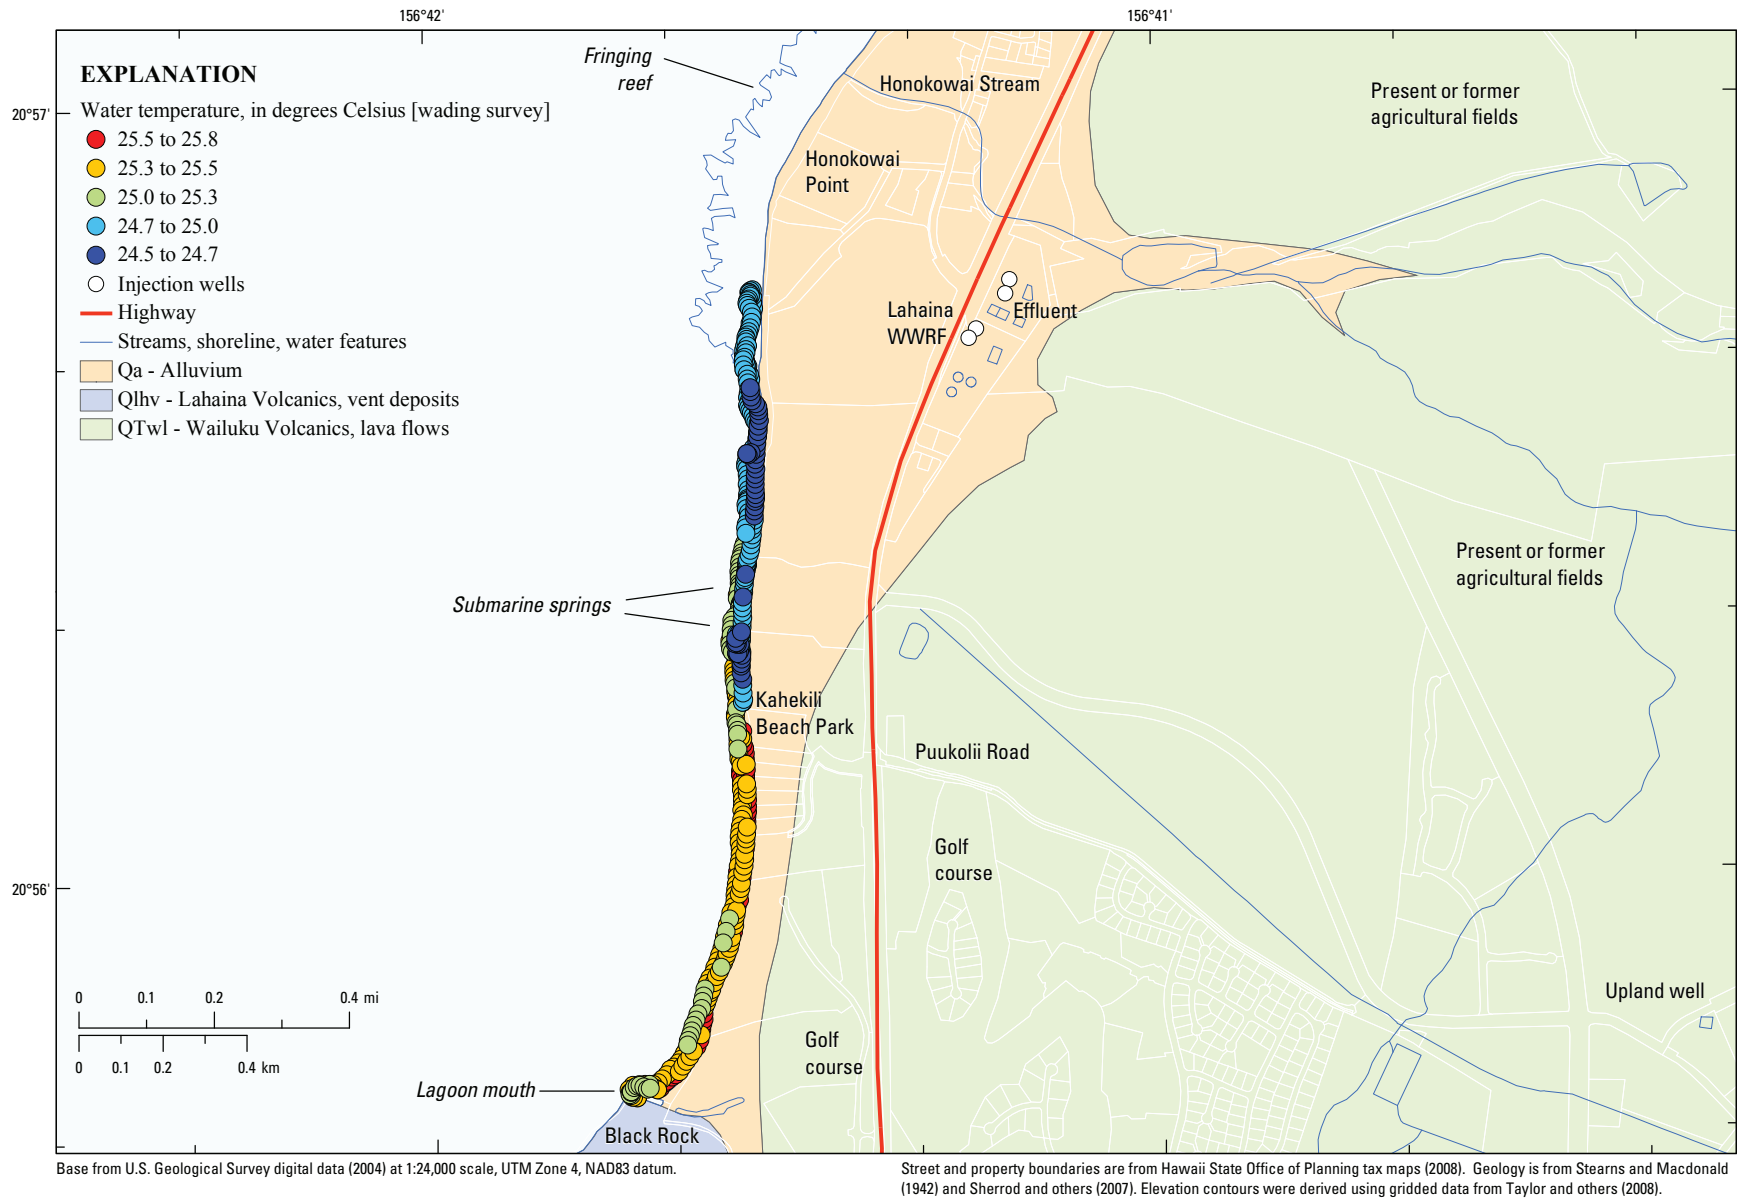 156°42'
156°41'
20°57'
20°56'
EXPLANATION
Water temperature, in degrees Celsius [wading survey]
25.5 to 25.8
25.3 to 25.5
25.0 to 25.3
24.7 to 25.0
24.5 to 24.7
Injection wells
Highway
Streams, shoreline, water features
Qa - Alluvium
Qlhv - Lahaina Volcanics, vent deposits
QTwl - Wailuku Volcanics, lava flows
Fringing
reef
Honokowai Stream
Present or former
agricultural fields
Honokowai
Point
Lahaina
WWRF
Effluent
Present or former
agricultural fields
Submarine springs
Kahekili
Beach Park
Puukolii Road
Golf
course
Upland well
0 0.1 0.2 0.4 mi
0 0.1 0.2 0.4 km
Golf
course
Lagoon mouth
Black Rock
Base from U.S. Geological Survey digital data (2004) at 1:24,000 scale, UTM Zone 4, NAD83 datum.
Street and property boundaries are from Hawaii State Office of Planning tax maps (2008). Geology is from Stearns and Macdonald
(1942) and Sherrod and others (2007). Elevation contours were derived using gridded data from Taylor and others (2008).